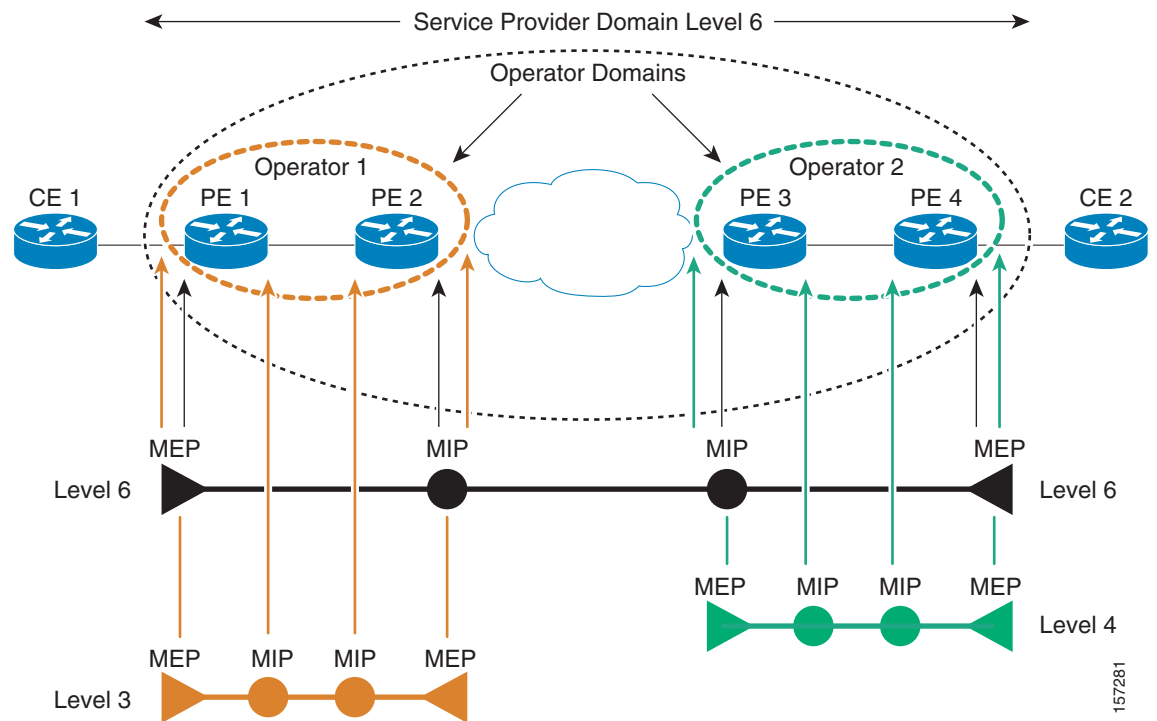 Service Provider Domain Level 6
Operator Domains
Operator 1
Operator 2
CE 1
PE 1
PE 2
PE 3
PE 4
CE 2
MEP
MIP
MIP
MEP
Level 6
Level 6
MEP
MIP
MIP
MEP
Level 4
MEP
MIP
MIP
MEP
Level 3
157281